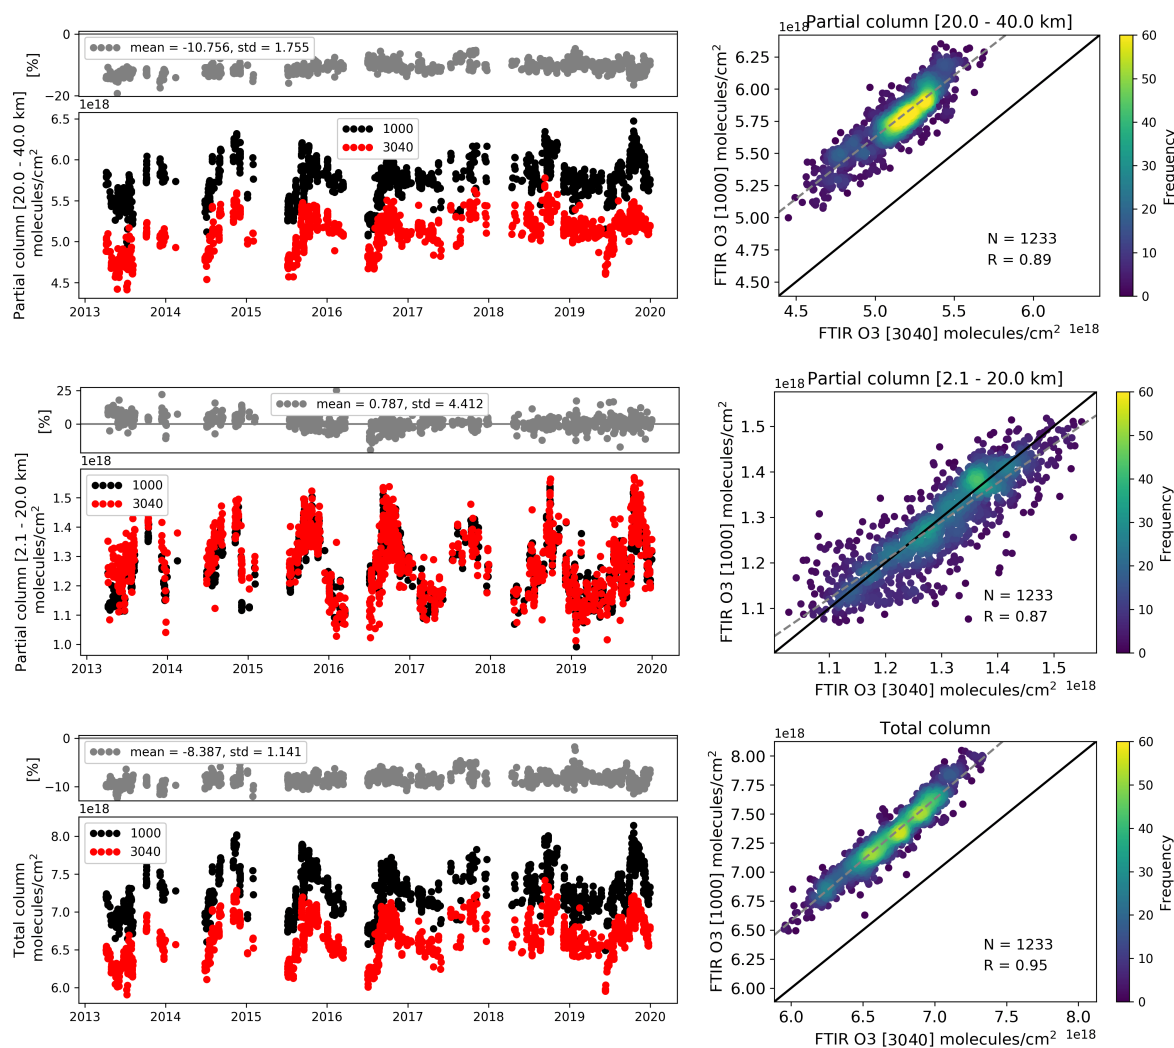 0
−20
[%]
mean = -10.756, std = 1.755
1e18
6.5
6.0
5.5
5.0
4.5
Partial column [20.0 - 40.0 km]
molecules/cm²
1000
3040
2013 2014 2015 2016 2017 2018 2019 2020
1e18
Partial column [20.0 - 40.0 km]
6.25
6.00
5.75
5.50
5.25
5.00
4.75
4.50
FTIR O3 [1000] molecules/cm²
N = 1233
R = 0.89
4.5 5.0 5.5 6.0
FTIR O3 [3040] molecules/cm² 1e18
60
50
40
30
20
10
0
Frequency
25
0
[%]
mean = 0.787, std = 4.412
1e18
1.5
1.4
1.3
1.2
1.1
1.0
Partial column [2.1 - 20.0 km]
molecules/cm²
1000
3040
2013 2014 2015 2016 2017 2018 2019 2020
1e18
Partial column [2.1 - 20.0 km]
1.5
1.4
1.3
1.2
1.1
FTIR O3 [1000] molecules/cm²
N = 1233
R = 0.87
1.1 1.2 1.3 1.4 1.5
FTIR O3 [3040] molecules/cm² 1e18
60
50
40
30
20
10
0
Frequency
0
−10
[%]
mean = -8.387, std = 1.141
1e18
8.0
7.5
7.0
6.5
6.0
Total column
molecules/cm²
1000
3040
2013 2014 2015 2016 2017 2018 2019 2020
1e18
Total column
8.00
7.75
7.50
7.25
7.00
6.75
6.50
6.25
6.00
FTIR O3 [1000] molecules/cm²
N = 1233
R = 0.95
6.0 6.5 7.0 7.5 8.0
FTIR O3 [3040] molecules/cm² 1e18
60
50
40
30
20
10
0
Frequency